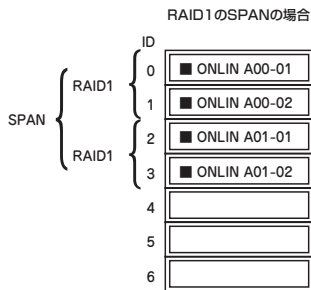 RAID1のSPANの場合
ID
SPAN
RAID1
RAID1
0 ■ ONLIN A00-01
1 ■ ONLIN A00-02
2 ■ ONLIN A01-01
3 ■ ONLIN A01-02
4
5
6